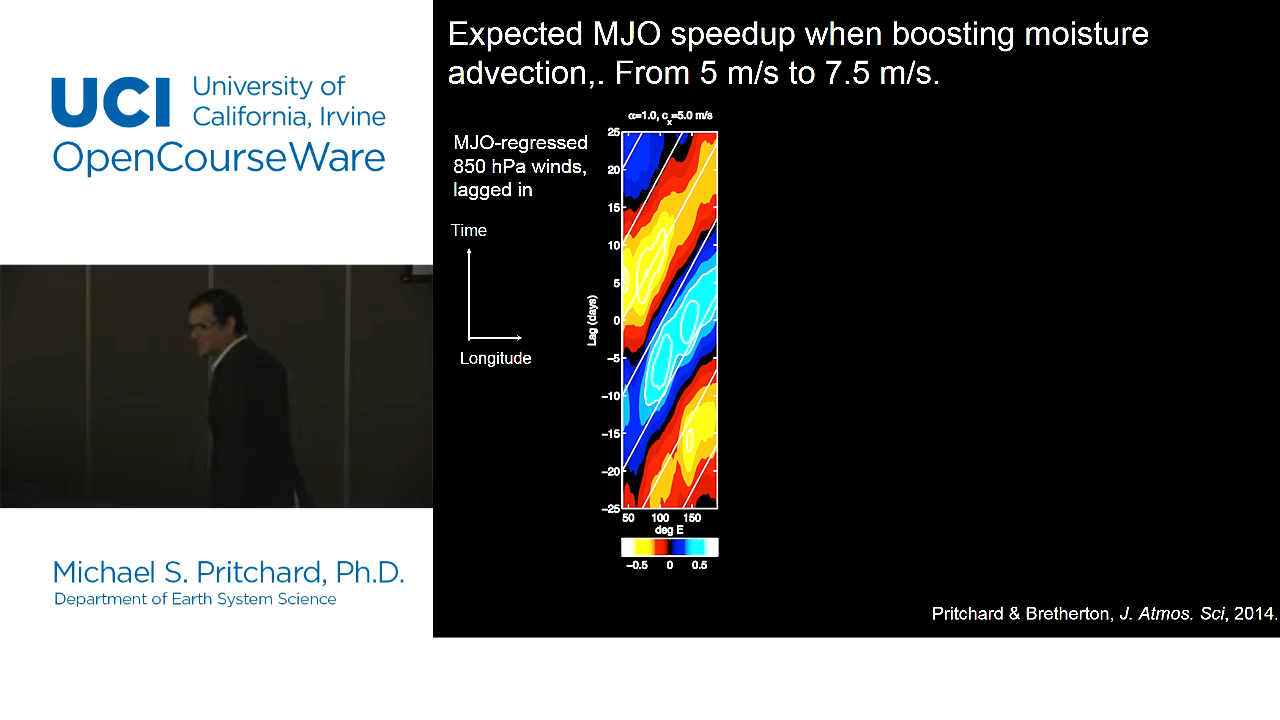 UCI University of
California, Irvine
OpenCourseWare
Expected MJO speedup when boosting moisture
advection,. From 5 m/s to 7.5 m/s.
MJO-regressed
850 hPa winds,
lagged in
Time
Longitude
α=1.0, cx=5.0 m/s
Lag (days)
25
20
15
10
5
0
−5
−10
−15
−20
−25
50 100 150
deg E
−0.5 0 0.5
Michael S. Pritchard, Ph.D.
Department of Earth System Science
Pritchard & Bretherton, J. Atmos. Sci, 2014.